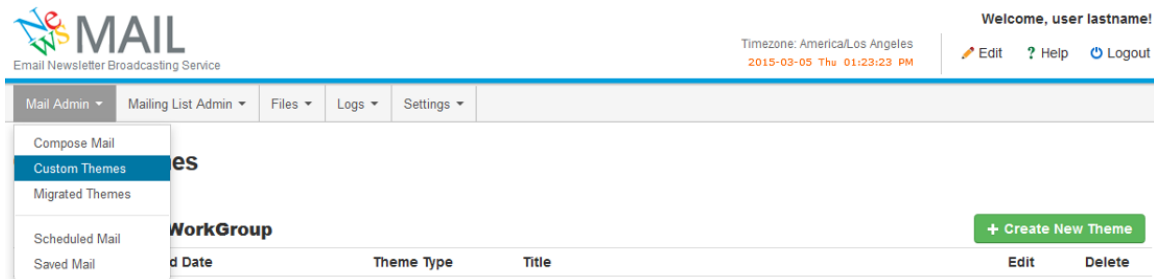 News MAIL
Email Newsletter Broadcasting Service
Welcome, user lastname!
Timezone: America/Los Angeles
2015-03-05 Thu 01:23:23 PM
Edit ? Help Logout
Mail Admin Mailing List Admin Files Logs Settings
Compose Mail
Custom Themes
es
Migrated Themes
Scheduled Mail
WorkGroup
+ Create New Theme
Saved Mail
d Date Theme Type Title Edit Delete